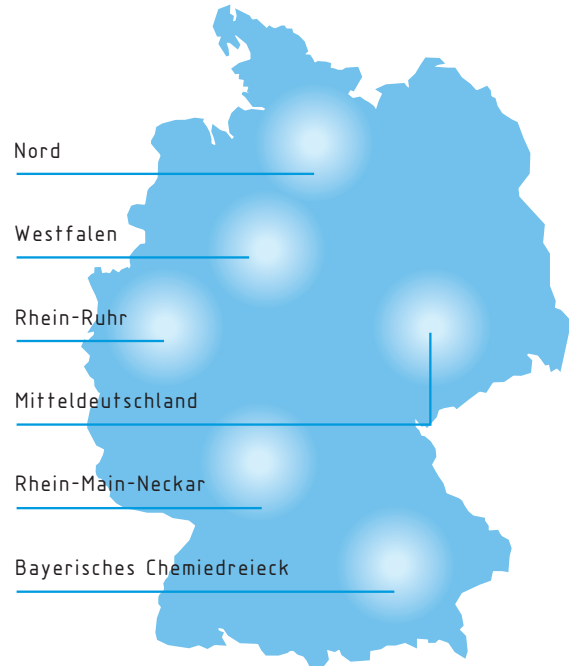 Nord
Westfalen
Rhein-Ruhr
Mitteldeutschland
Rhein-Main-Neckar
Bayerisches Chemiedreieck